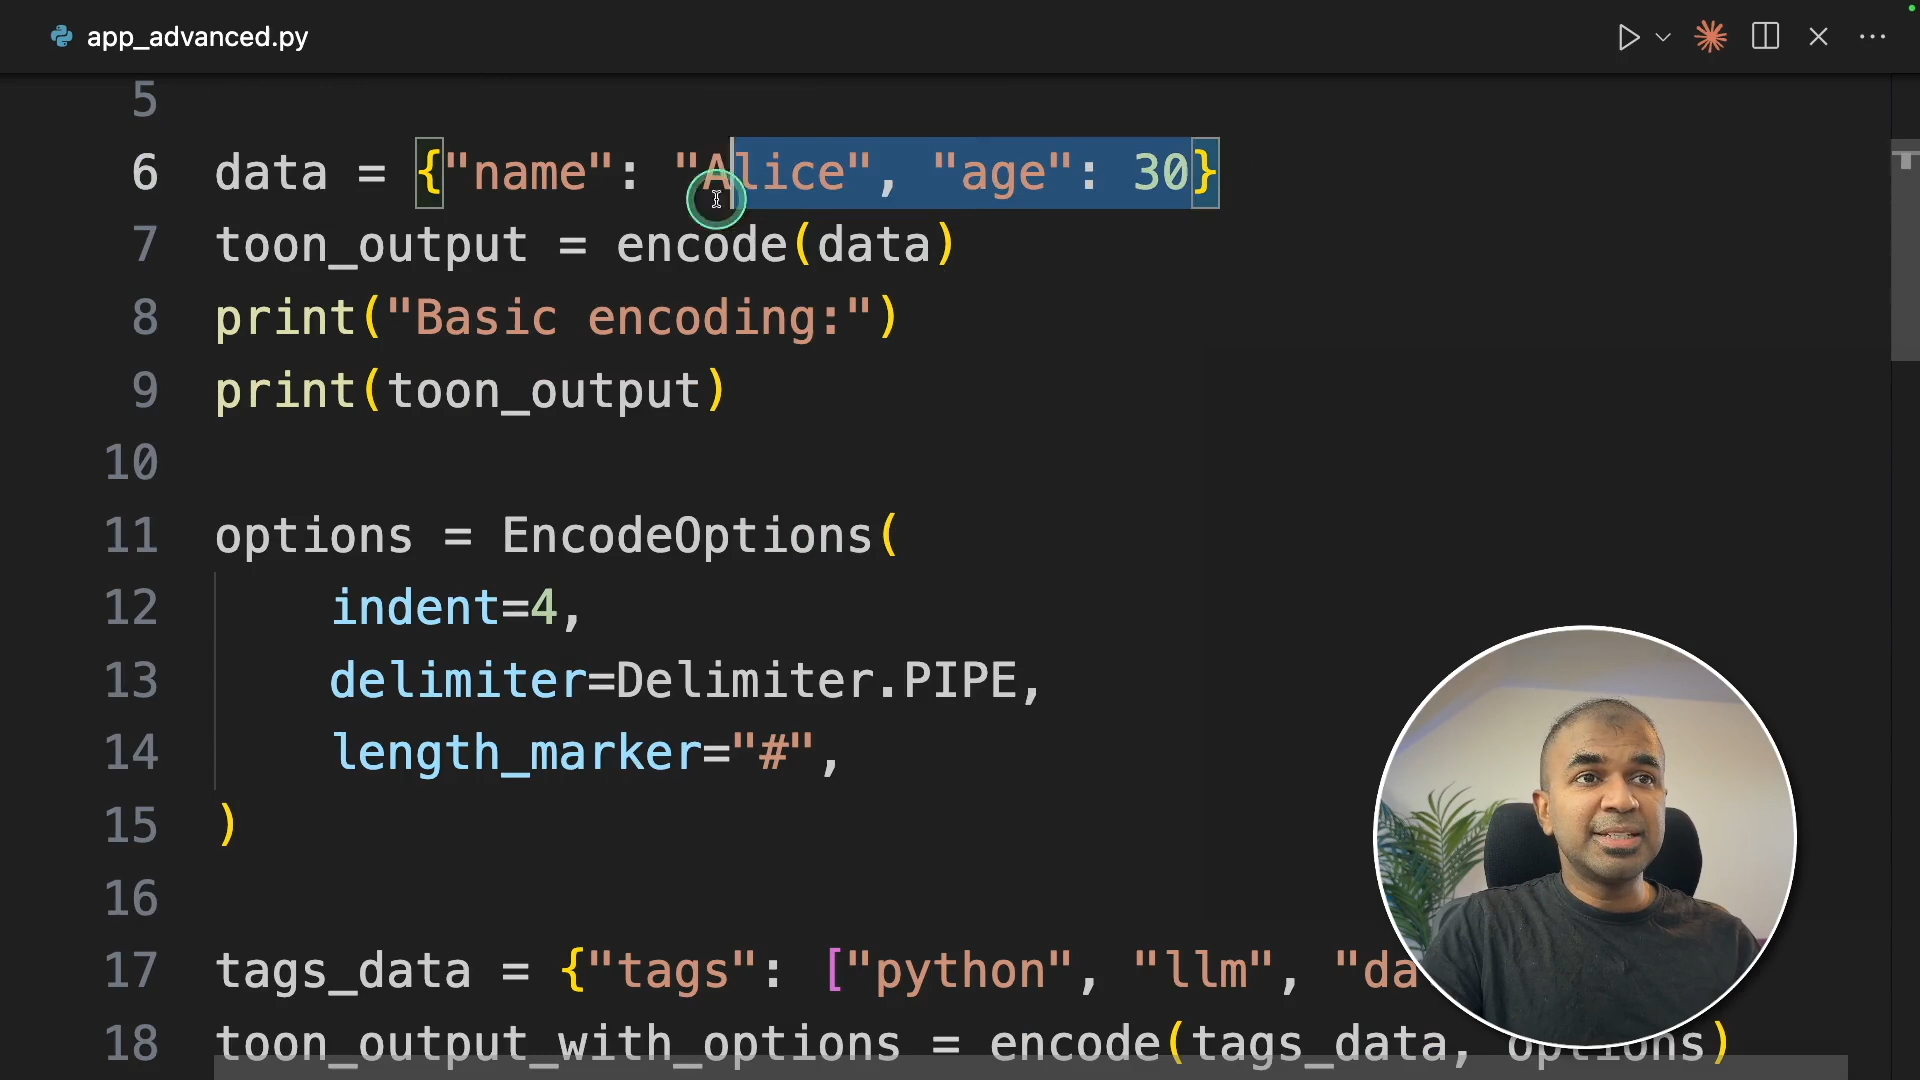 app_advanced.py
5
6 data = {"name": "Alice", "age": 30}
7 toon_output = encode(data)
8 print("Basic encoding:")
9 print(toon_output)
10
11 options = EncodeOptions(
12     indent=4,
13     delimiter=Delimiter.PIPE,
14     length_marker="#",
15 )
16
17 tags_data = {"tags": ["python", "llm", "da
18 toon_output_with_options = encode(tags_data, options)